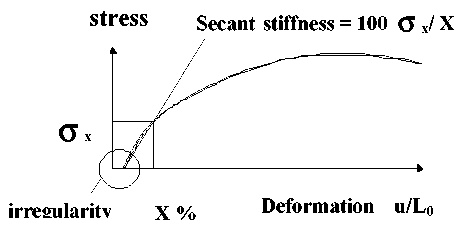 stress
Secant stiffness = 100 σx/ X
σx
irregularity
X %
Deformation u/L0